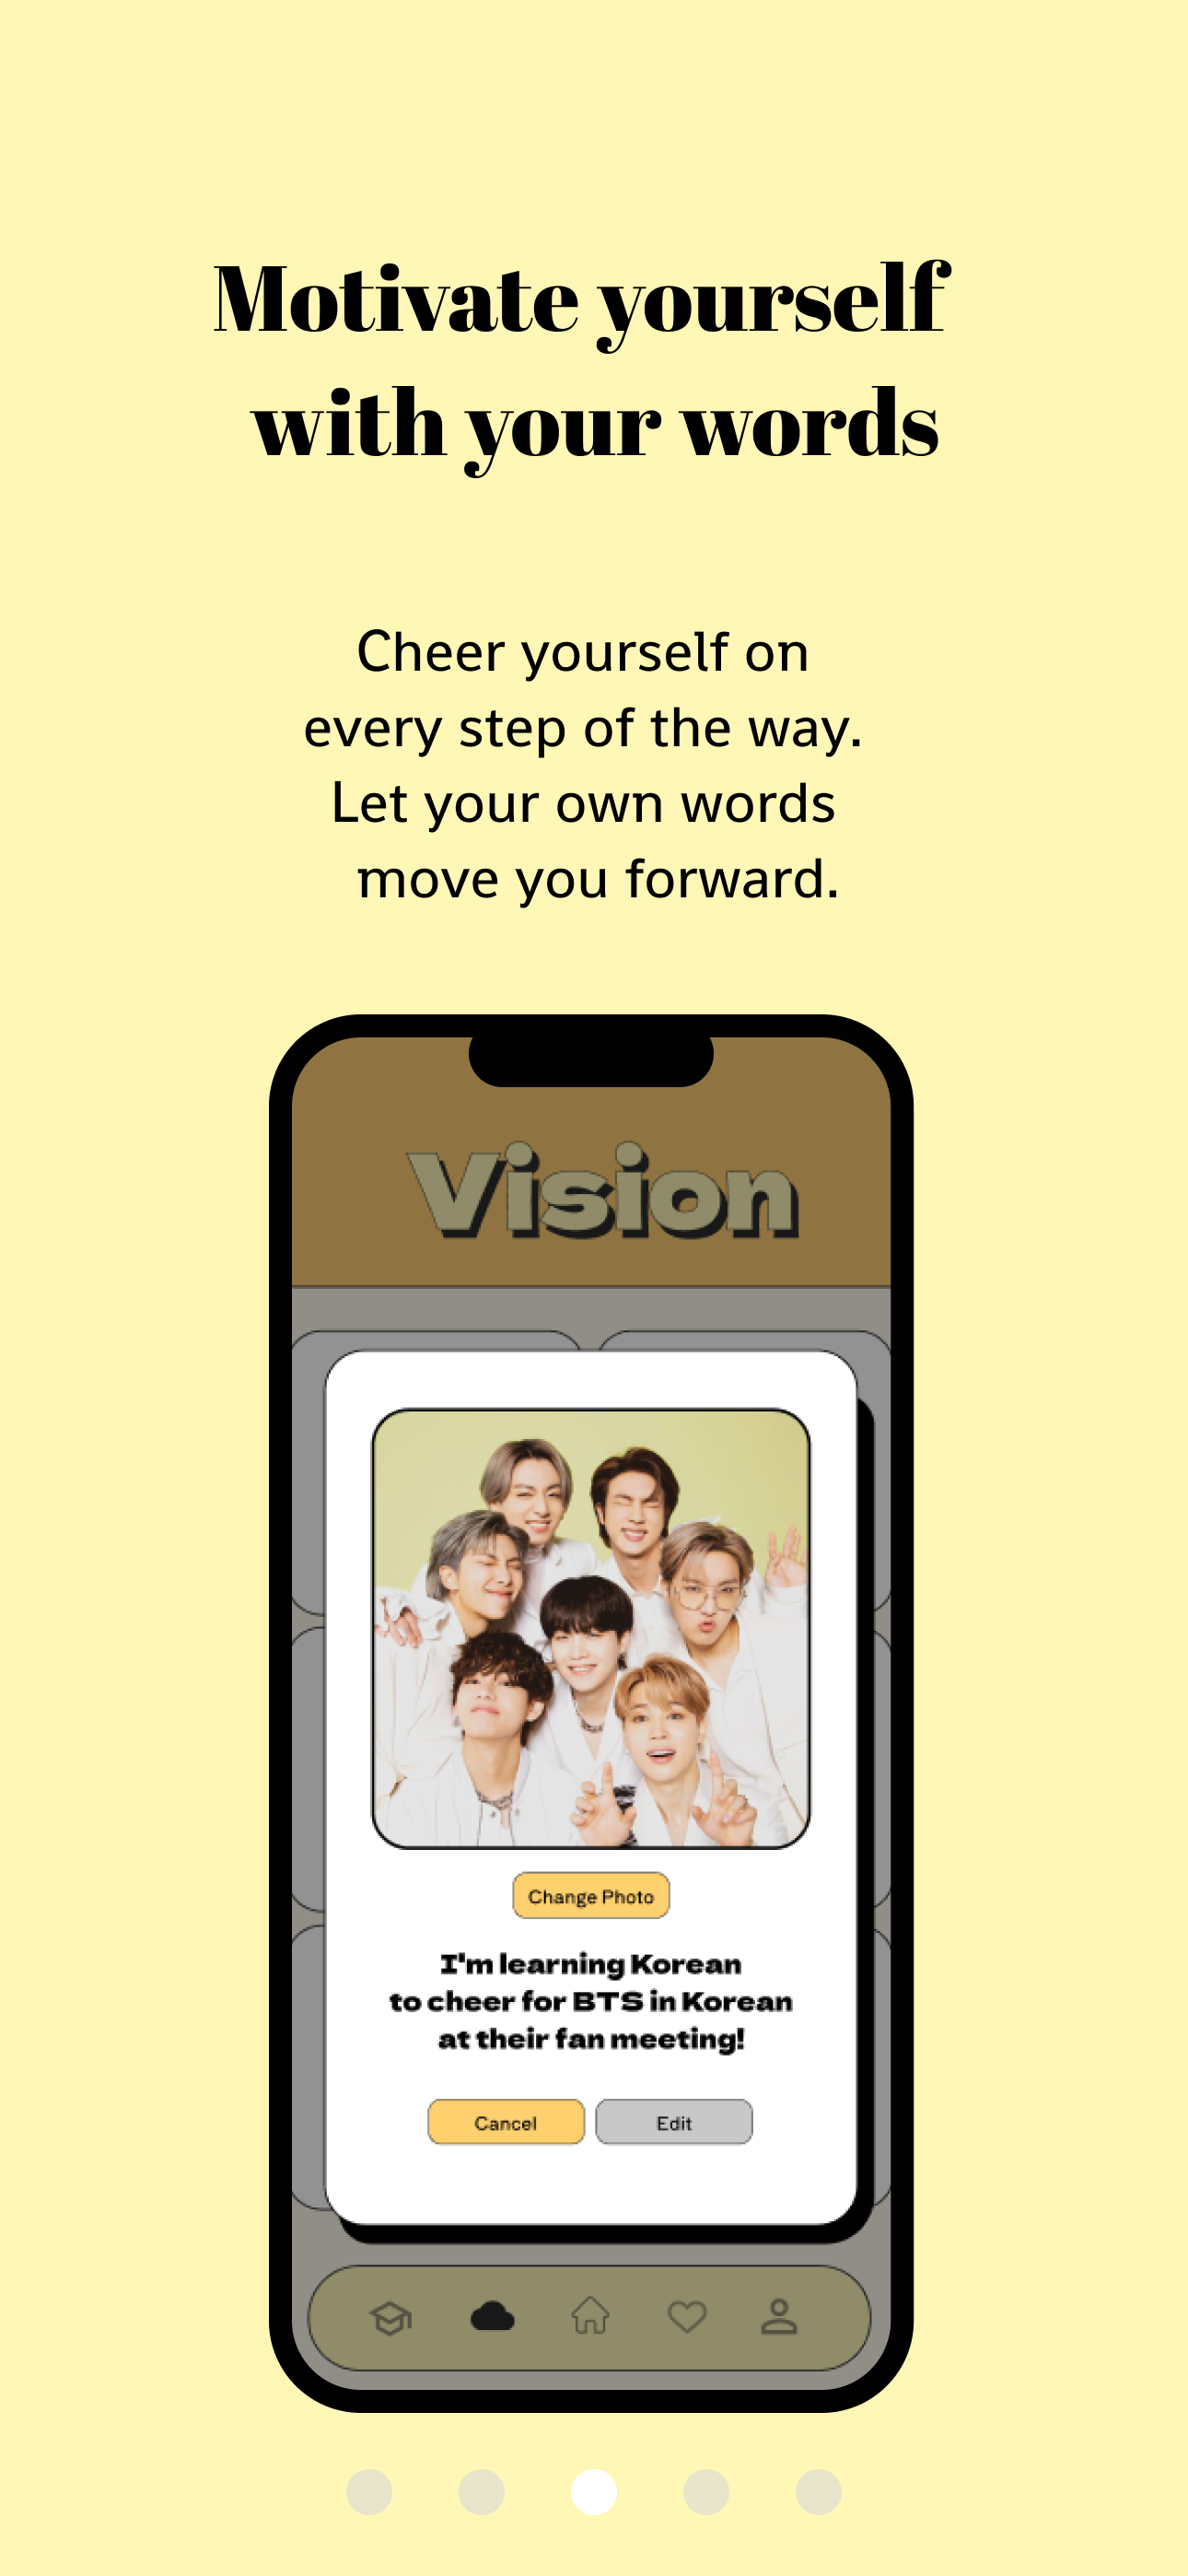 Motivate yourself
with your words
Cheer yourself on
every step of the way.
Let your own words
move you forward.
Vision
Change Photo
I'm learning Korean
to cheer for BTS in Korean
at their fan meeting!
Cancel
Edit